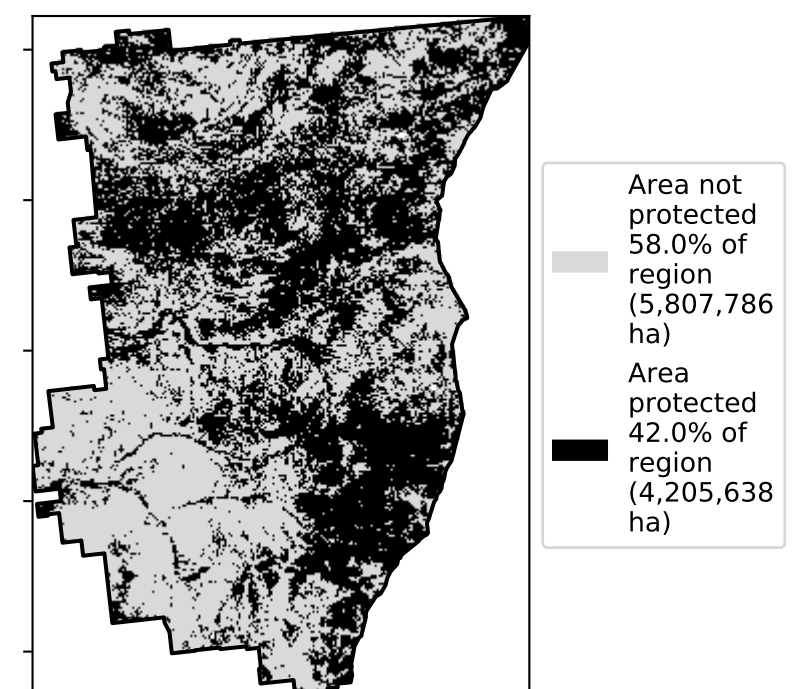 Area not
protected
58.0% of
region
(5,807,786
ha)
Area
protected
42.0% of
region
(4,205,638
ha)